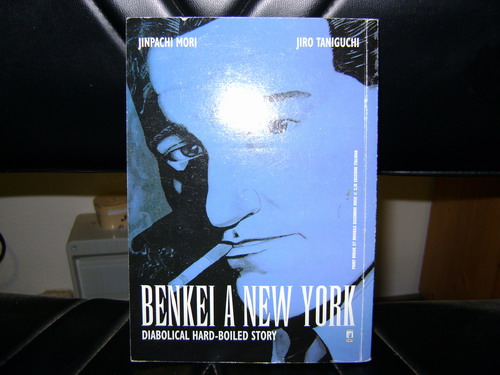 JINPACHI MORI
JIRO TANIGUCHI
BENKEI A NEW YORK
DIABOLICAL HARD-BOILED STORY